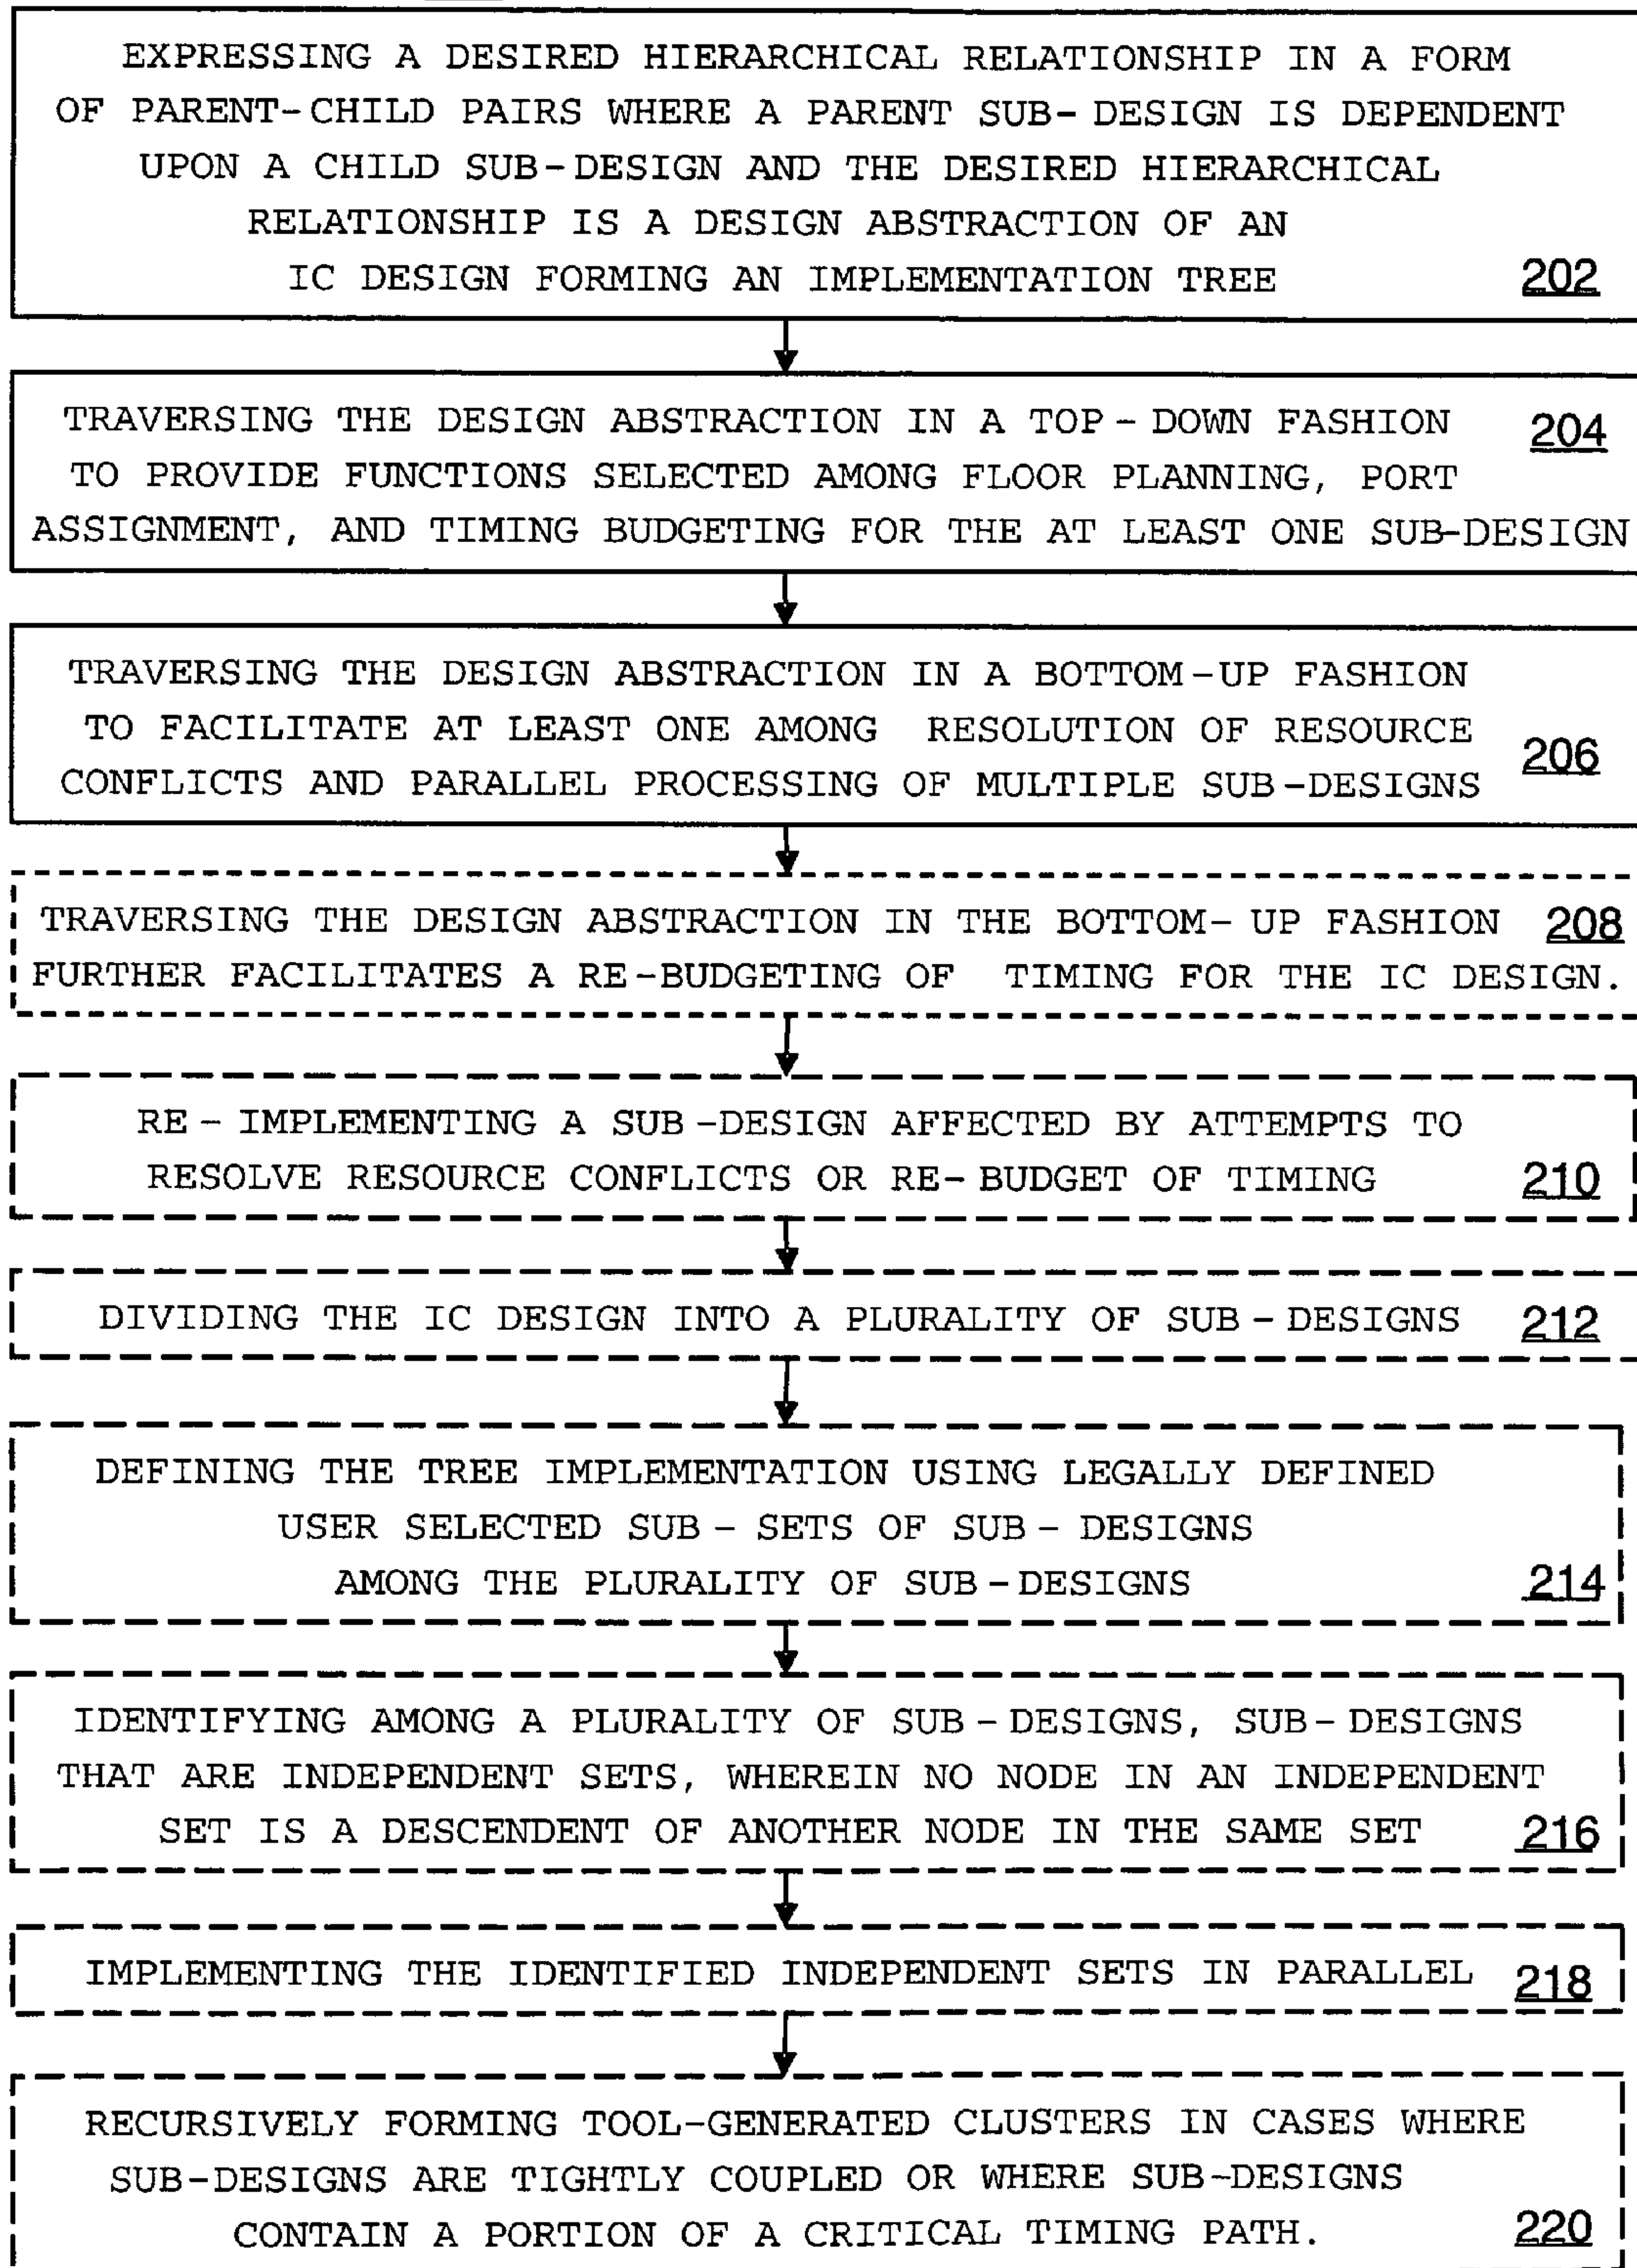 EXPRESSING A DESIRED HIERARCHICAL RELATIONSHIP IN A FORM
OF PARENT-CHILD PAIRS WHERE A PARENT SUB-DESIGN IS DEPENDENT
UPON A CHILD SUB-DESIGN AND THE DESIRED HIERARCHICAL
RELATIONSHIP IS A DESIGN ABSTRACTION OF AN
IC DESIGN FORMING AN IMPLEMENTATION TREE 202
TRAVERSING THE DESIGN ABSTRACTION IN A TOP-DOWN FASHION 204
TO PROVIDE FUNCTIONS SELECTED AMONG FLOOR PLANNING, PORT
ASSIGNMENT, AND TIMING BUDGETING FOR THE AT LEAST ONE SUB-DESIGN
TRAVERSING THE DESIGN ABSTRACTION IN A BOTTOM-UP FASHION
TO FACILITATE AT LEAST ONE AMONG RESOLUTION OF RESOURCE
CONFLICTS AND PARALLEL PROCESSING OF MULTIPLE SUB-DESIGNS 206
TRAVERSING THE DESIGN ABSTRACTION IN THE BOTTOM-UP FASHION 208
FURTHER FACILITATES A RE-BUDGETING OF TIMING FOR THE IC DESIGN.
RE-IMPLEMENTING A SUB-DESIGN AFFECTED BY ATTEMPTS TO
RESOLVE RESOURCE CONFLICTS OR RE-BUDGET OF TIMING 210
DIVIDING THE IC DESIGN INTO A PLURALITY OF SUB-DESIGNS 212
DEFINING THE TREE IMPLEMENTATION USING LEGALLY DEFINED
USER SELECTED SUB-SETS OF SUB-DESIGNS
AMONG THE PLURALITY OF SUB-DESIGNS 214
IDENTIFYING AMONG A PLURALITY OF SUB-DESIGNS, SUB-DESIGNS
THAT ARE INDEPENDENT SETS, WHEREIN NO NODE IN AN INDEPENDENT
SET IS A DESCENDENT OF ANOTHER NODE IN THE SAME SET 216
IMPLEMENTING THE IDENTIFIED INDEPENDENT SETS IN PARALLEL 218
RECURSIVELY FORMING TOOL-GENERATED CLUSTERS IN CASES WHERE
SUB-DESIGNS ARE TIGHTLY COUPLED OR WHERE SUB-DESIGNS
CONTAIN A PORTION OF A CRITICAL TIMING PATH. 220